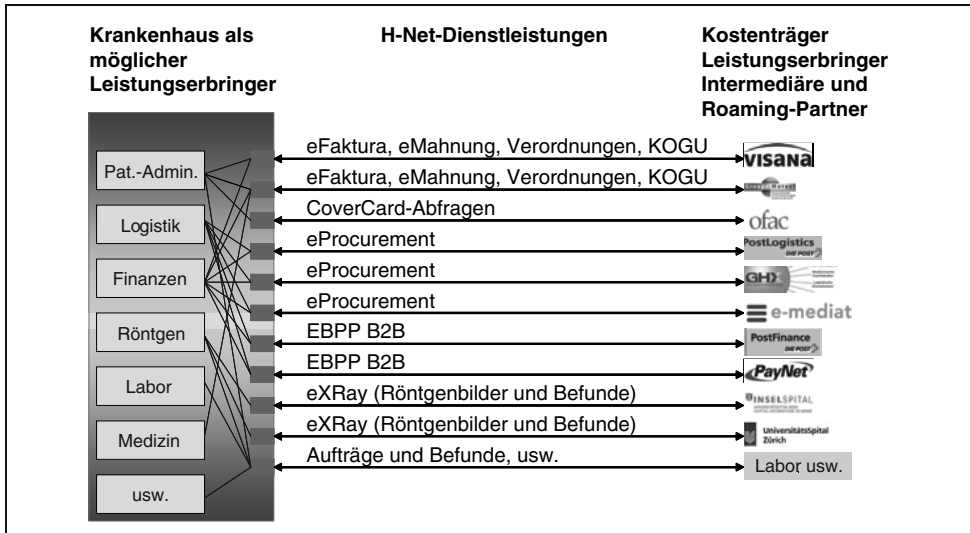 Krankenhaus als
möglicher
Leistungserbringer
H-Net-Dienstleistungen
Kostenträger
Leistungserbringer
Intermediäre und
Roaming-Partner
Pat.-Admin.
Logistik
Finanzen
Röntgen
Labor
Medizin
usw.
eFaktura, eMahnung, Verordnungen, KOGU
VISANA
eFaktura, eMahnung, Verordnungen, KOGU
CoverCard-Abfragen
ofac
eProcurement
PostLogistics
DIE POST
eProcurement
GHX
eProcurement
e-mediat
EBPP B2B
PostFinance
DIE POST
EBPP B2B
PayNet
eXRay (Röntgenbilder und Befunde)
INSELSPITAL
eXRay (Röntgenbilder und Befunde)
UniversitätsSpital
Zürich
Aufträge und Befunde, usw.
Labor usw.